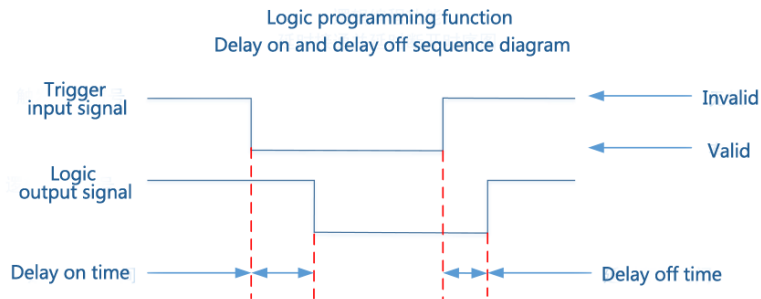 Logic programming function
Delay on and delay off sequence diagram
Trigger
input signal
Invalid
Valid
Logic
output signal
Delay on time
Delay off time